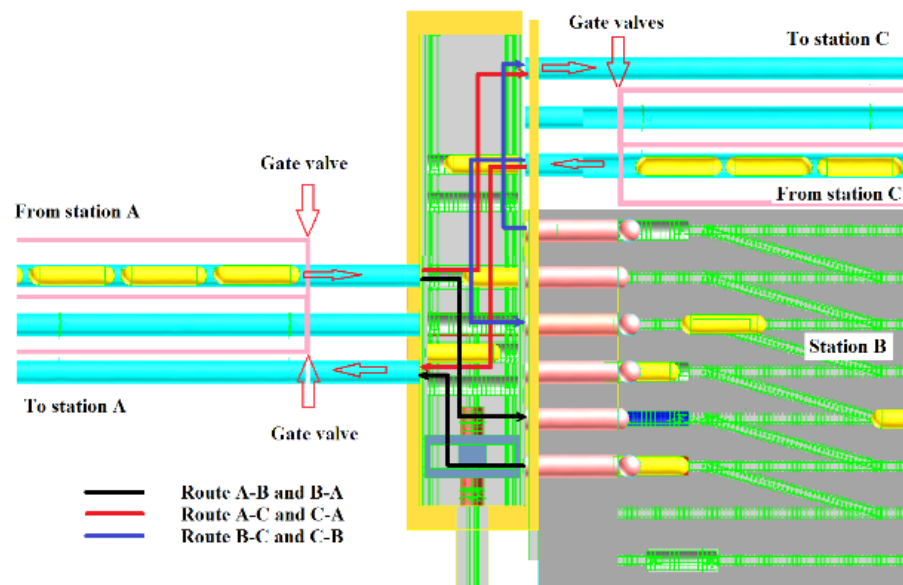 Gate valves
To station C
Gate valve
From station A
From station C
Station B
To station A
Gate valve
Route A-B and B-A
Route A-C and C-A
Route B-C and C-B